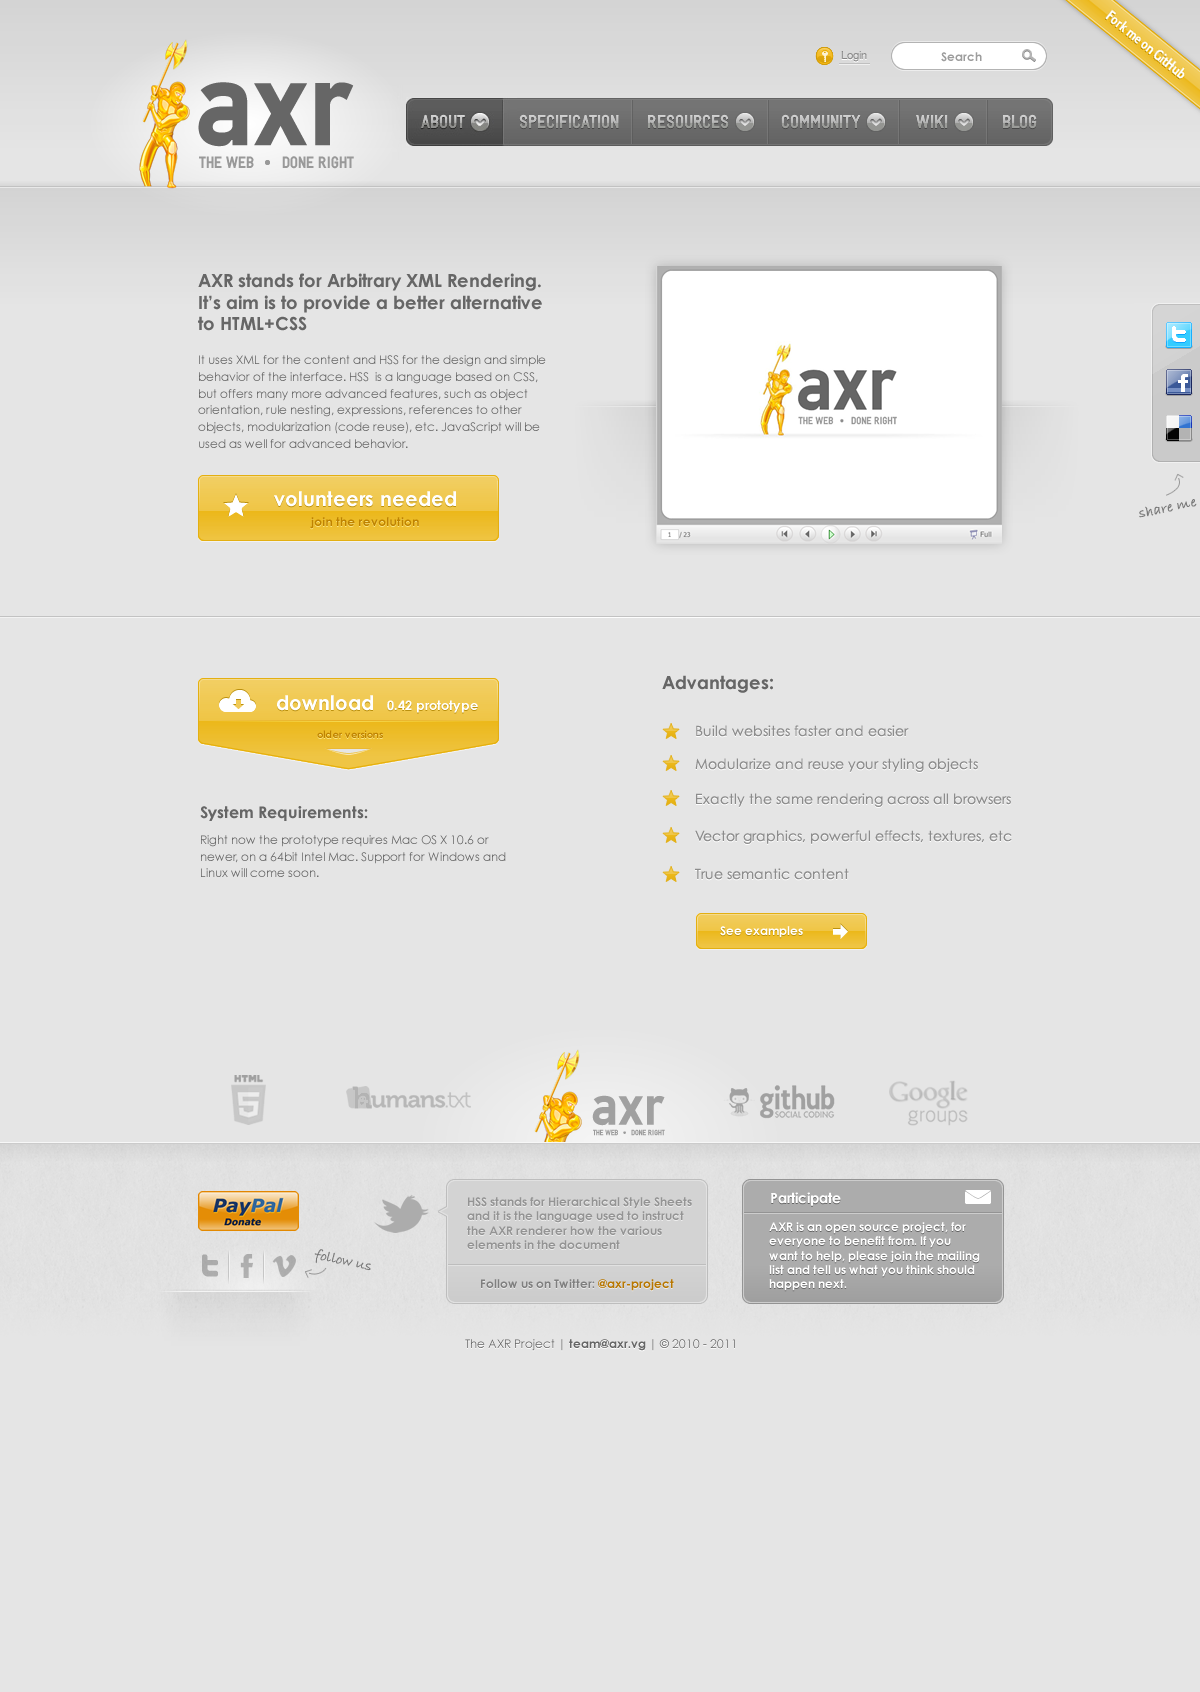 Fork me on GitHub
Login
Search
axr
THE WEB • DONE RIGHT
ABOUT
SPECIFICATION
RESOURCES
COMMUNITY
WIKI
BLOG
AXR stands for Arbitrary XML Rendering.
It's aim is to provide a better alternative
to HTML+CSS
It uses XML for the content and HSS for the design and simple
behavior of the interface. HSS is a language based on CSS,
but offers many more advanced features, such as object
orientation, rule nesting, expressions, references to other
objects, modularization (code reuse), etc. JavaScript will be
used as well for advanced behavior.
volunteers needed
join the revolution
axr
THE WEB • DONE RIGHT
1 / 23
Full
share me
download 0.42 prototype
older versions
System Requirements:
Right now the prototype requires Mac OS X 10.6 or
newer, on a 64bit Intel Mac. Support for Windows and
Linux will come soon.
Advantages:
Build websites faster and easier
Modularize and reuse your styling objects
Exactly the same rendering across all browsers
Vector graphics, powerful effects, textures, etc
True semantic content
See examples
HTML
5
humans.txt
axr
THE WEB • DONE RIGHT
github
SOCIAL CODING
Google
groups
PayPal
Donate
follow us
HSS stands for Hierarchical Style Sheets
and it is the language used to instruct
the AXR renderer how the various
elements in the document
Follow us on Twitter: @axr-project
Participate
AXR is an open source project, for
everyone to benefit from. If you
want to help, please join the mailing
list and tell us what you think should
happen next.
The AXR Project | team@axr.vg | © 2010 - 2011